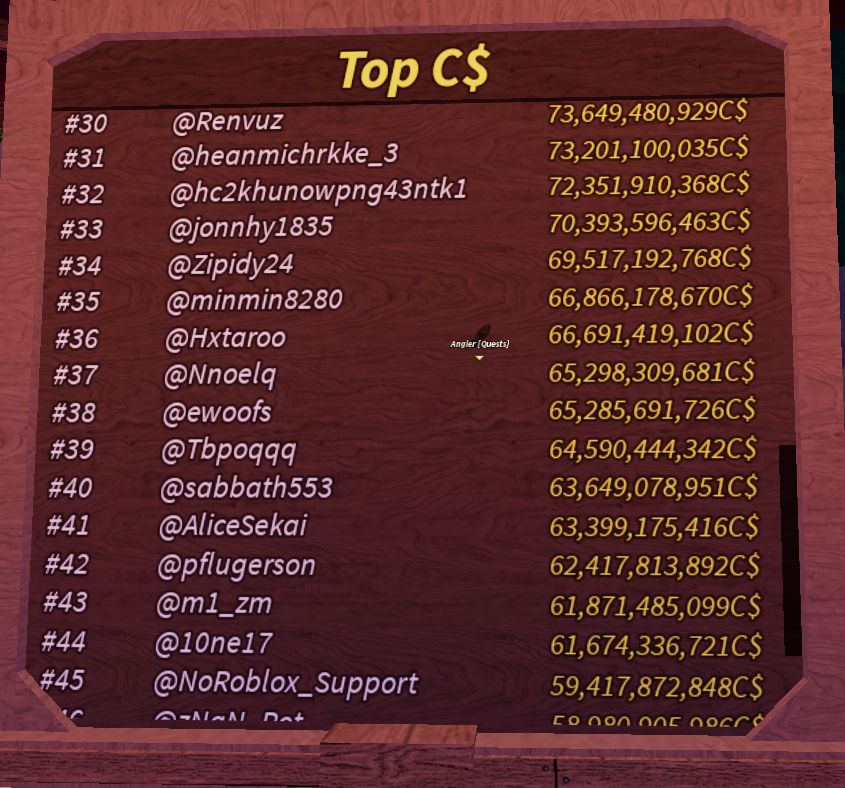 Top C$
#30 @Renvuz 73,649,480,929C$
#31 @heanmichrkke_3 73,201,100,035C$
#32 @hc2khunowpng43ntk1 72,351,910,368C$
#33 @jonnhy1835 70,393,596,463C$
#34 @Zipidy24 69,517,192,768C$
#35 @minmin8280 66,866,178,670C$
#36 @Hxtaroo 66,691,419,102C$
Angler [Quests]
#37 @Nnoelq 65,298,309,681C$
#38 @ewoofs 65,285,691,726C$
#39 @Tbpoqqq 64,590,444,342C$
#40 @sabbath553 63,649,078,951C$
#41 @AliceSekai 63,399,175,416C$
#42 @pflugerson 62,417,813,892C$
#43 @m1_zm 61,871,485,099C$
#44 @10ne17 61,674,336,721C$
#45 @NoRoblox_Support 59,417,872,848C$